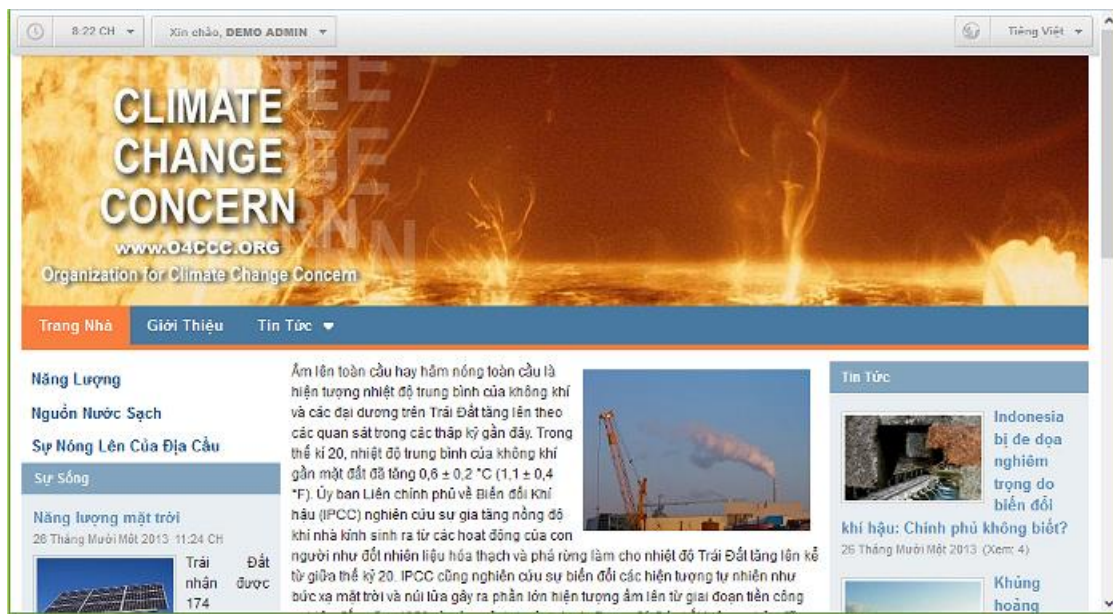 8:22 CH
Xin chào, DEMO ADMIN
Tiếng Việt
CLIMATE
CHANGE
CONCERN
www.O4CCC.ORG
Organization for Climate Change Concern
Trang Nhà
Giới Thiệu
Tin Tức
Năng Lượng
Nguồn Nước Sạch
Sự Nóng Lên Của Địa Cầu
Sự Sống
Năng lượng mặt trời
26 Tháng Mười Một 2013 11:24 CH
Trái Đất
nhận được
174
Ấm lên toàn cầu hay hâm nóng toàn cầu là
hiện tượng nhiệt độ trung bình của không khí
và các đại dương trên Trái Đất tăng lên theo
các quan sát trong các thập kỷ gần đây. Trong
thế kỉ 20, nhiệt độ trung bình của không khí
gần mặt đất đã tăng 0,6 ± 0,2 °C (1,1 ± 0,4
°F). Ủy ban Liên chính phủ về Biến đổi Khí
hậu (IPCC) nghiên cứu sự gia tăng nồng độ
khí nhà kính sinh ra từ các hoạt động của con
người như đốt nhiên liệu hóa thạch và phá rừng làm cho nhiệt độ Trái Đất tăng lên kể
từ giữa thế kỷ 20. IPCC cũng nghiên cứu sự biến đổi các hiện tượng tự nhiên như
bức xạ mặt trời và núi lửa gây ra phần lớn hiện tượng ấm lên từ giai đoạn tiền công
Tin Tức
Indonesia
bị đe dọa
nghiêm
trọng do
biến đổi
khí hậu: Chính phủ không biết?
26 Tháng Mười Một 2013 (Xem: 4)
Khủng
hoảng